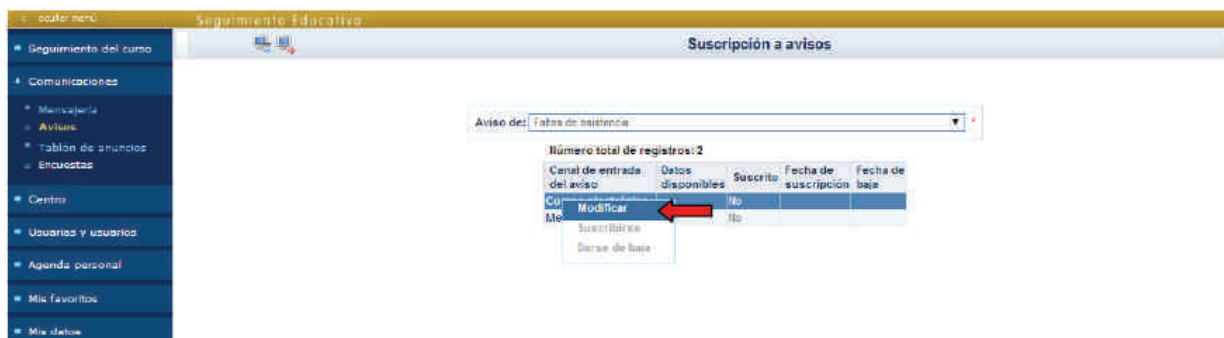 ocultar menú
Seguimiento Educativo
Seguimiento del curso
Comunicaciones
Mensajería
Avisos
Tablón de anuncios
Encuestas
Centro
Usuarias y usuarios
Agenda personal
Mis favoritos
Mis datos
Suscripción a avisos
Aviso de: Faltas de asistencia *
Número total de registros: 2
Canal de entrada del aviso Datos disponibles Suscrito Fecha de suscripción Fecha de baja
No
Me No
Modificar
Suscribirse
Darse de baja